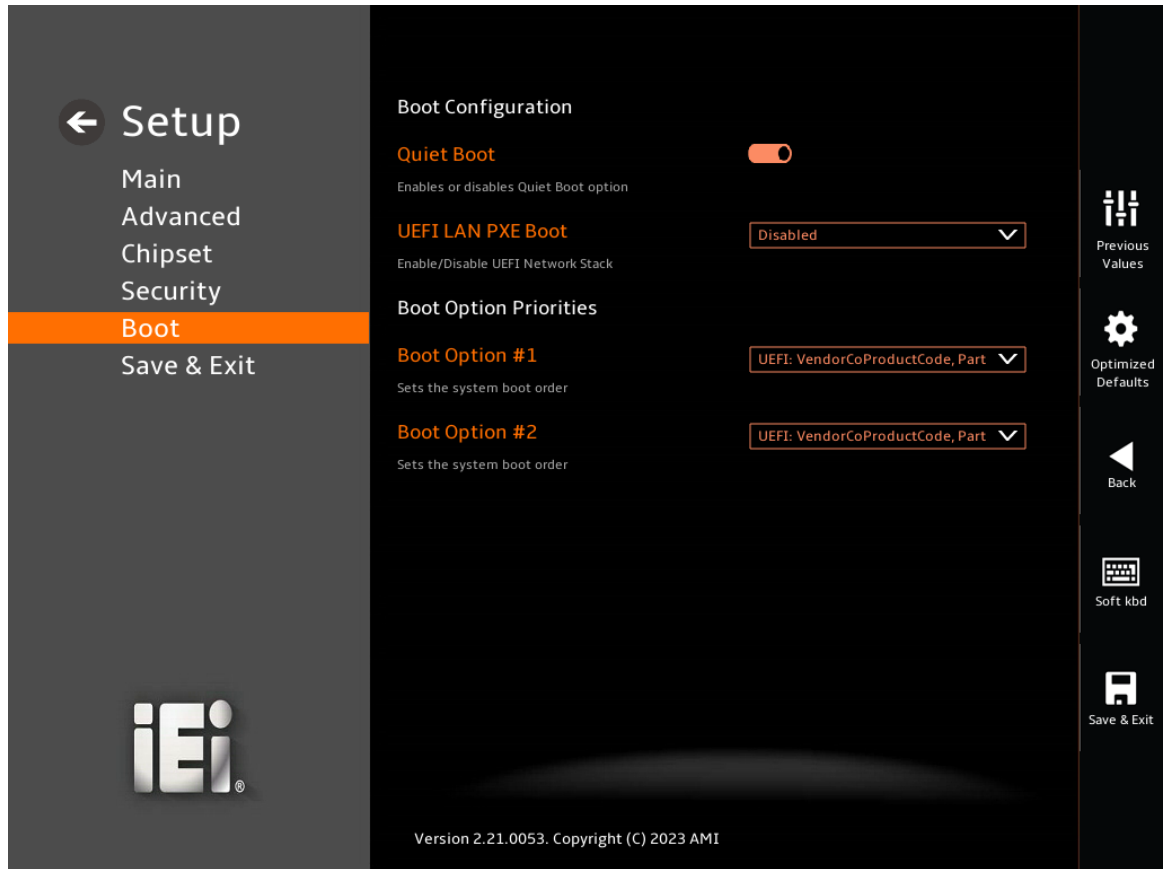 Setup
Main
Advanced
Chipset
Security
Boot
Save & Exit
iEi®
Boot Configuration
Quiet Boot
Enables or disables Quiet Boot option
UEFI LAN PXE Boot
Disabled
Enable/Disable UEFI Network Stack
Boot Option Priorities
Boot Option #1
UEFI: VendorCoProductCode, Part
Sets the system boot order
Boot Option #2
UEFI: VendorCoProductCode, Part
Sets the system boot order
Version 2.21.0053. Copyright (C) 2023 AMI
Previous
Values
Optimized
Defaults
Back
Soft kbd
Save & Exit